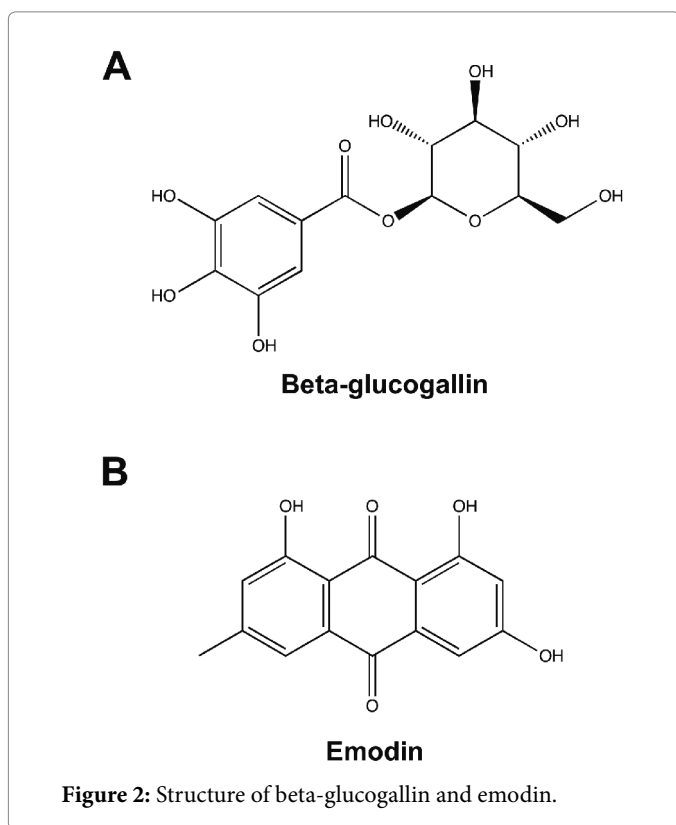 A
OH
HO
OH
O
HO
O
O
OH
HO
OH
Beta-glucogallin
B
OH
O
OH
OH
O
Emodin
Figure 2: Structure of beta-glucogallin and emodin.